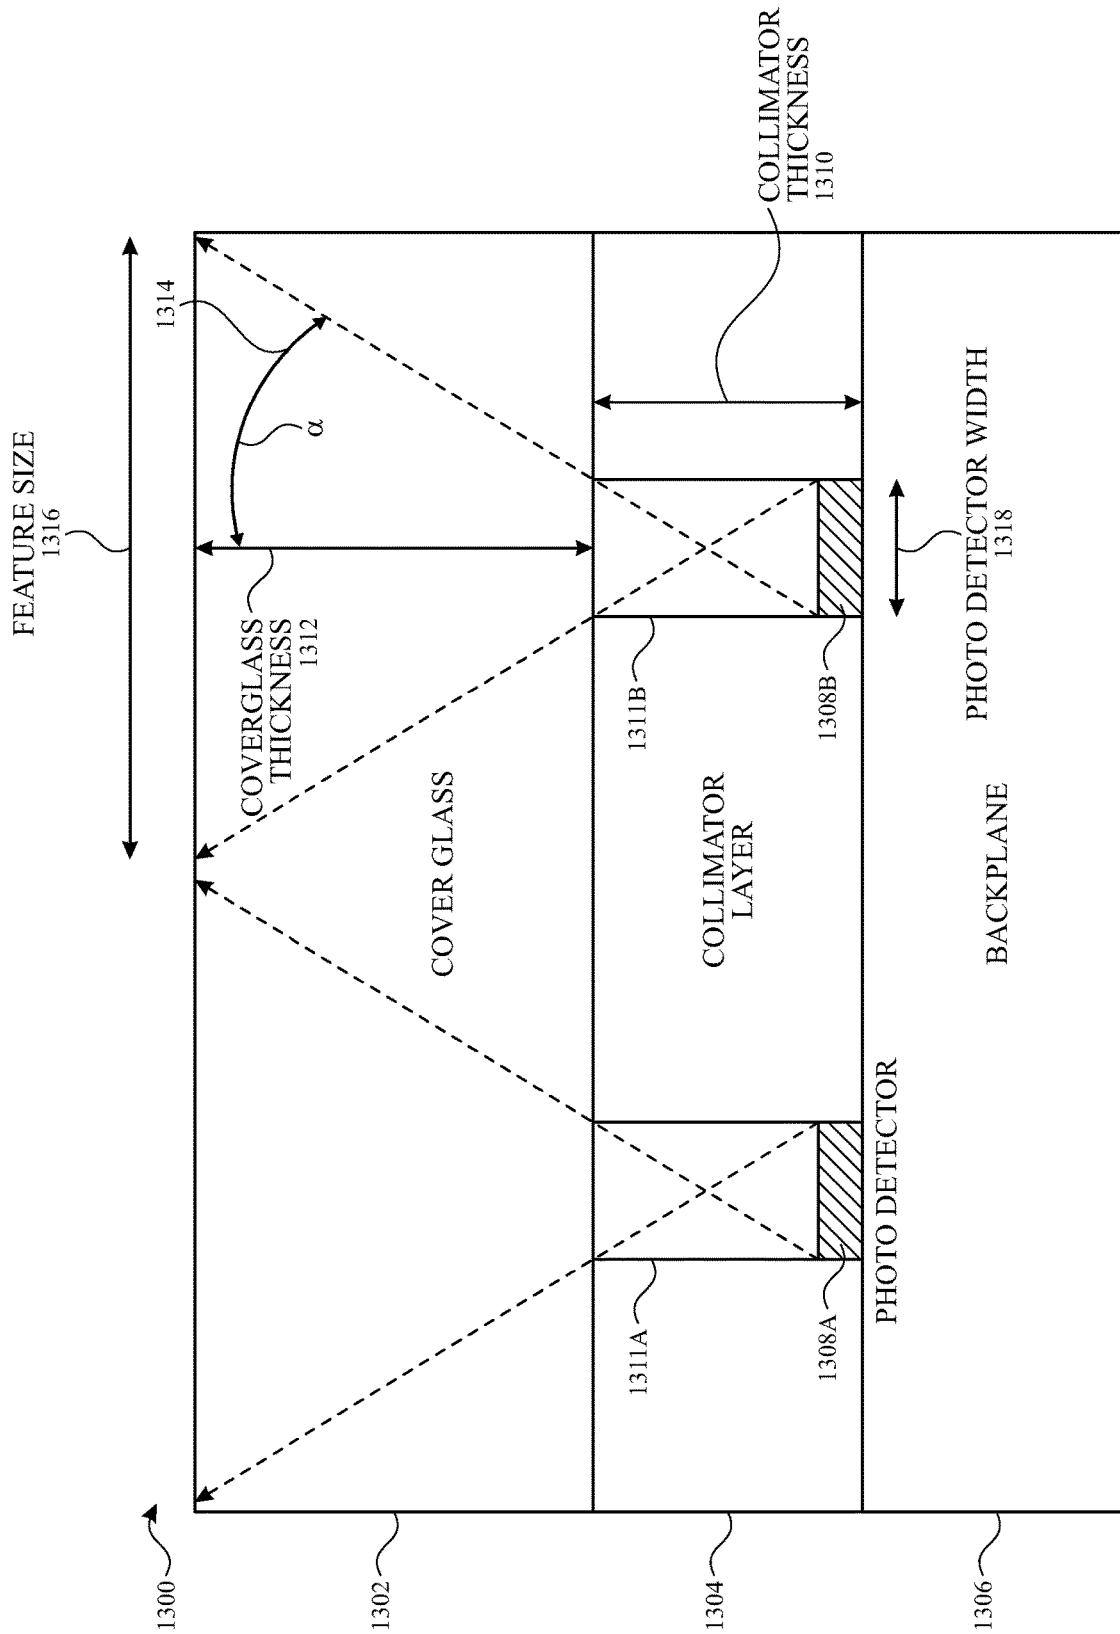 FEATURE SIZE
1316
1314
α
COVERGLASS
THICKNESS
1312
COLLIMATOR
THICKNESS
1310
1300
1302
COVER GLASS
1311A
1311B
1304
COLLIMATOR
LAYER
1308A
1308B
PHOTO DETECTOR
PHOTO DETECTOR WIDTH
1318
1306
BACKPLANE